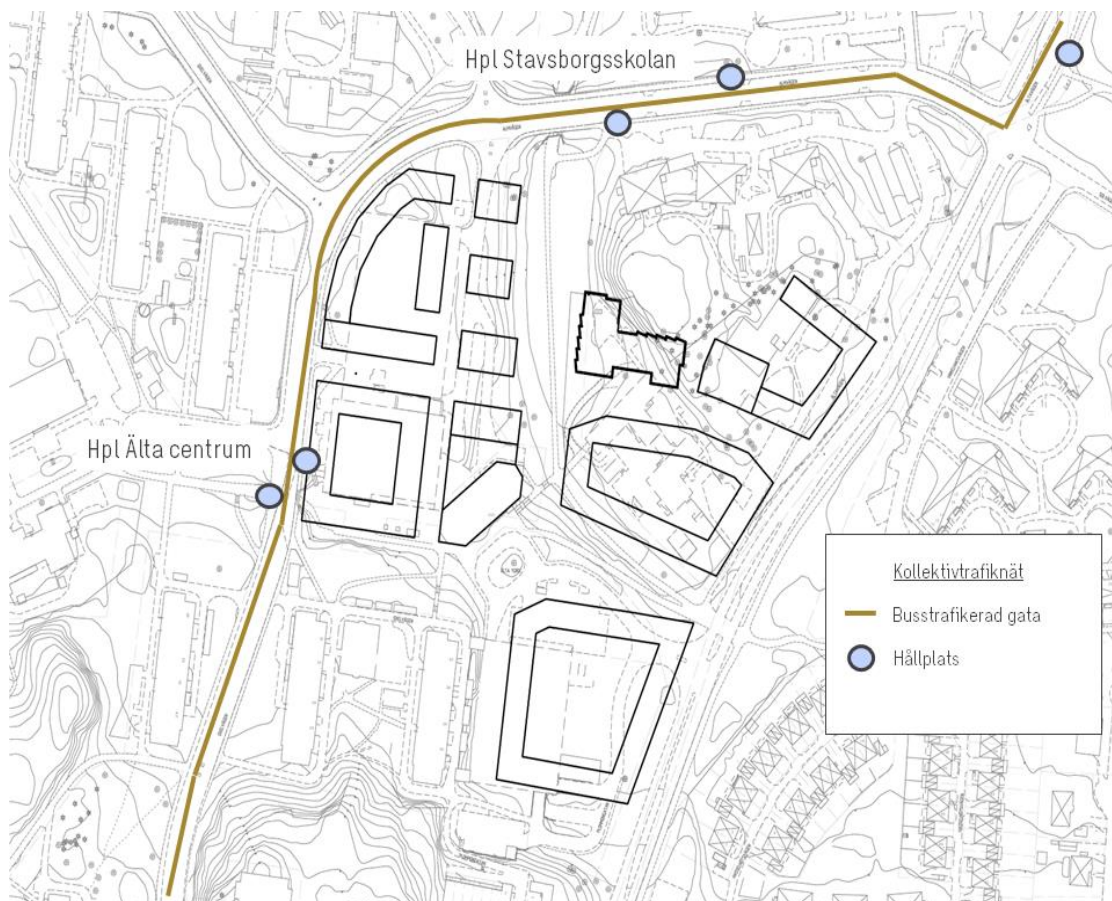 Hpl Stavsborgsskolan
Hpl Älta centrum
Kollektivtrafiknät
Busstrafikerad gata
Hållplats